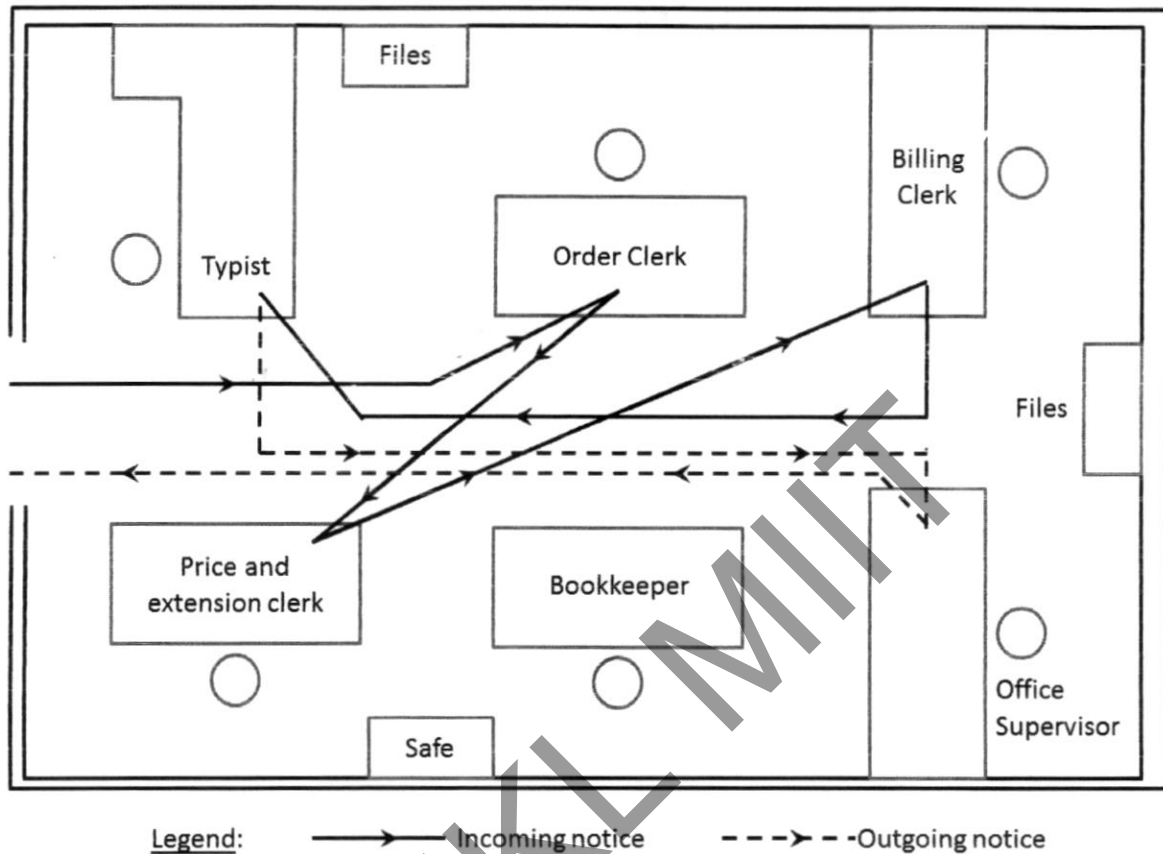 Files
Billing
Clerk
Order Clerk
Typist
Files
Price and
extension clerk
Bookkeeper
Office
Supervisor
Safe
KL MIT
Legend:
Incoming notice
Outgoing notice